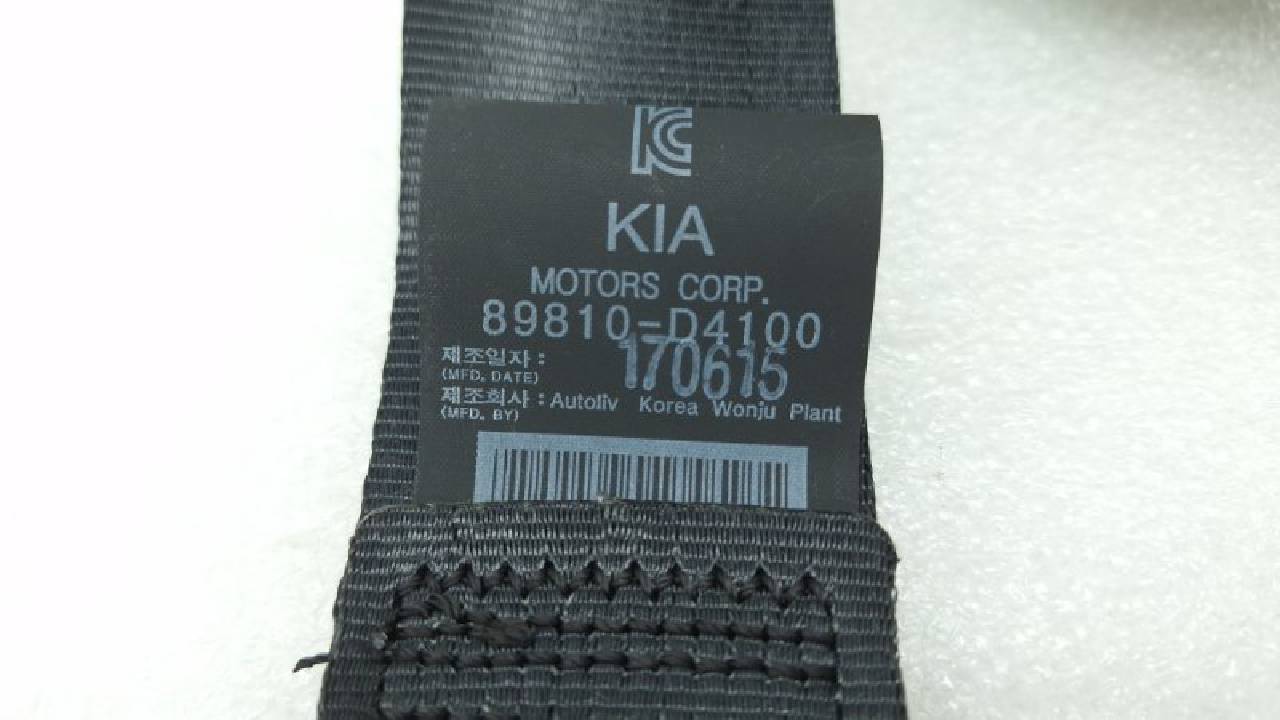 KC
KIA
MOTORS CORP.
89810-D4100
제조일자 : 170615
(MFD. DATE)
제조회사 : Autoliv Korea Wonju Plant
(MFD. BY)